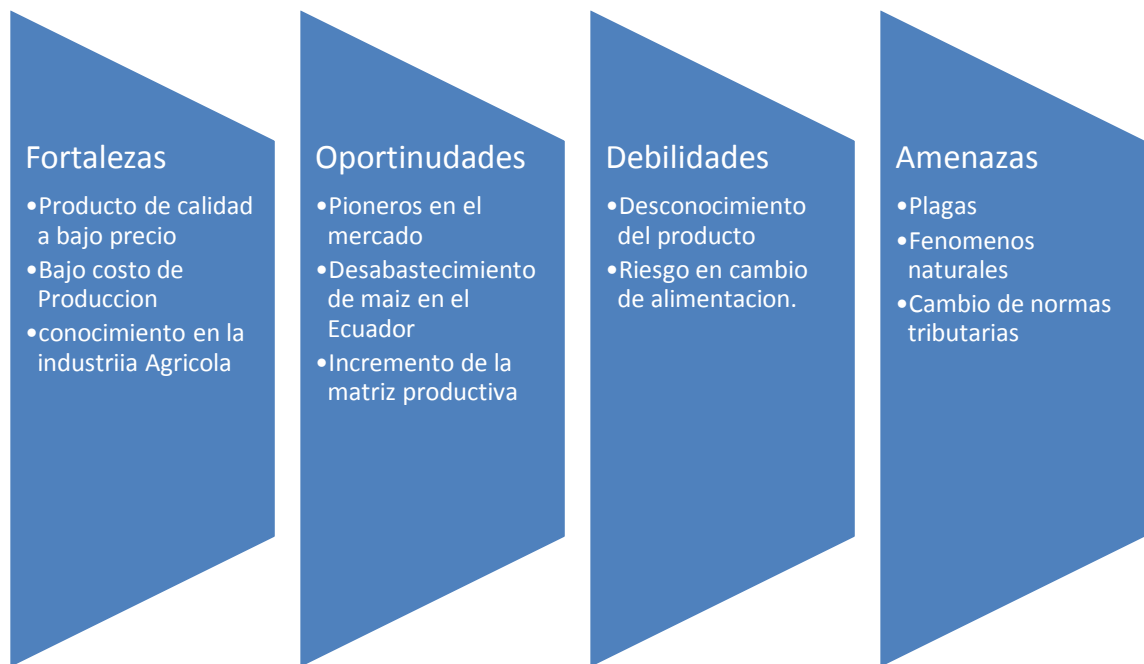 Fortalezas
•Producto de calidad
a bajo precio
•Bajo costo de
Produccion
•conocimiento en la
industriia Agricola
Oportinudades
•Pioneros en el
mercado
•Desabastecimiento
de maiz en el
Ecuador
•Incremento de la
matriz productiva
Debilidades
•Desconocimiento
del producto
•Riesgo en cambio
de alimentacion.
Amenazas
•Plagas
•Fenomenos
naturales
•Cambio de normas
tributarias